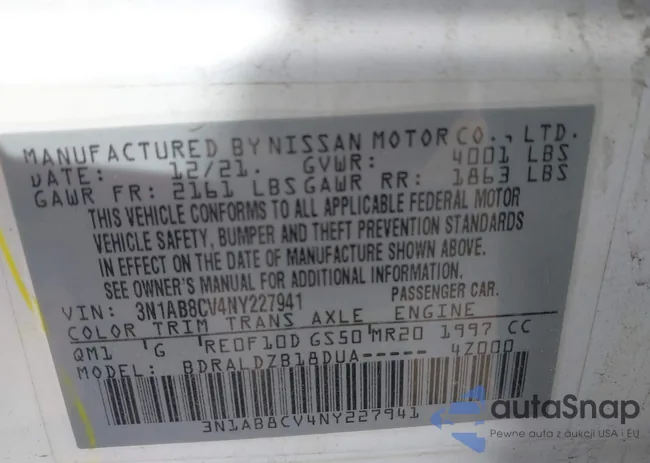 MANUFACTURED BY NISSAN MOTOR CO., LTD.
DATE: 12/21. GVWR: 4001 LBS
GAWR FR: 2161 LBS GAWR RR: 1863 LBS
THIS VEHICLE CONFORMS TO ALL APPLICABLE FEDERAL MOTOR
VEHICLE SAFETY, BUMPER AND THEFT PREVENTION STANDARDS
IN EFFECT ON THE DATE OF MANUFACTURE SHOWN ABOVE.
SEE OWNER'S MANUAL FOR ADDITIONAL INFORMATION.
VIN: 3N1AB8CV4NY227941 PASSENGER CAR.
COLOR TRIM TRANS AXLE ENGINE
QM1 G RE0F10D GS50 MR20 1997 CC
MODEL: BDRALDZB18DUA----- 4Z000
3N1AB8CV4NY227941
autaSnap
Pewne auta z aukcji USA i EU